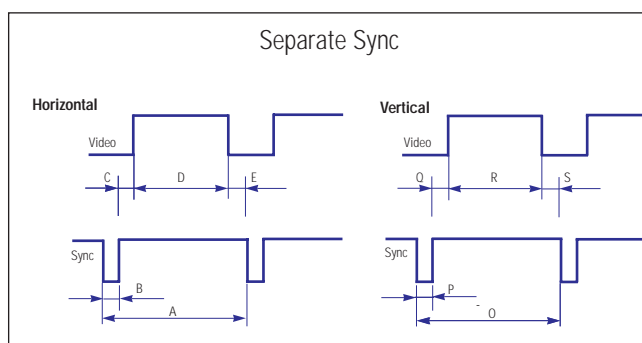 Separate Sync
Horizontal
Vertical
Video
Video
C D E
Q R S
Sync
Sync
B
P
A
O